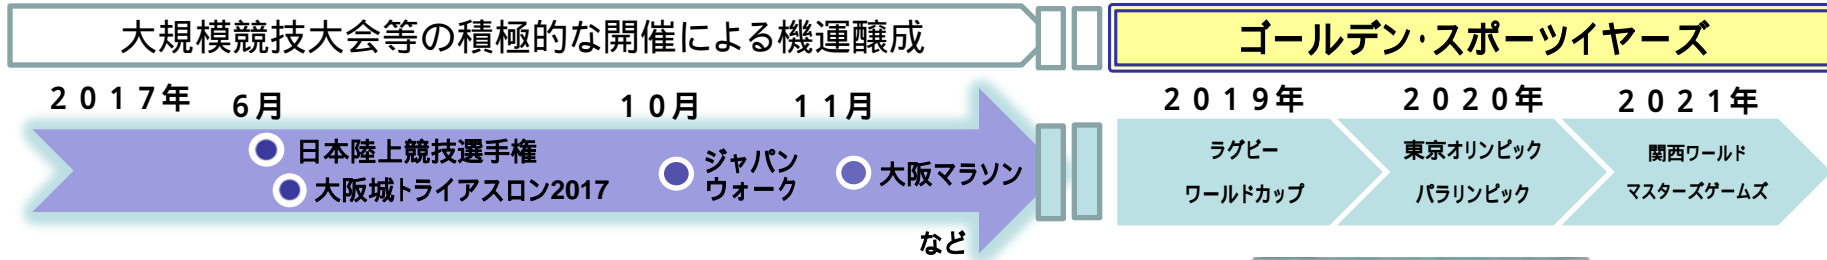 大規模競技大会等の積極的な開催による機運醸成
ゴールデン・スポーツイヤーズ
２０１７年
６月
１０月
１１月
２０１９年
２０２０年
２０２１年
日本陸上競技選手権
大阪城トライアスロン2017
ジャパン
ウォーク
大阪マラソン
など
ラグビー
ワールドカップ
東京オリンピック
パラリンピック
関西ワールド
マスターズゲームズ